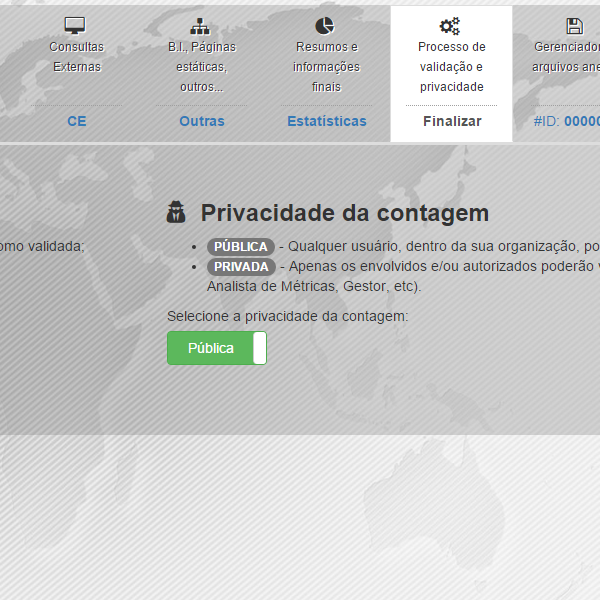 Consultas
Externas
CE
B.I., Páginas
estáticas,
outros...
Outras
Resumos e
informações
finais
Estatísticas
Processo de
validação e
privacidade
Finalizar
Gerenciador
arquivos ane
#ID: 00000
omo validada;
Privacidade da contagem
PÚBLICA - Qualquer usuário, dentro da sua organização, po
PRIVADA - Apenas os envolvidos e/ou autorizados poderão v
Analista de Métricas, Gestor, etc).
Selecione a privacidade da contagem:
Pública